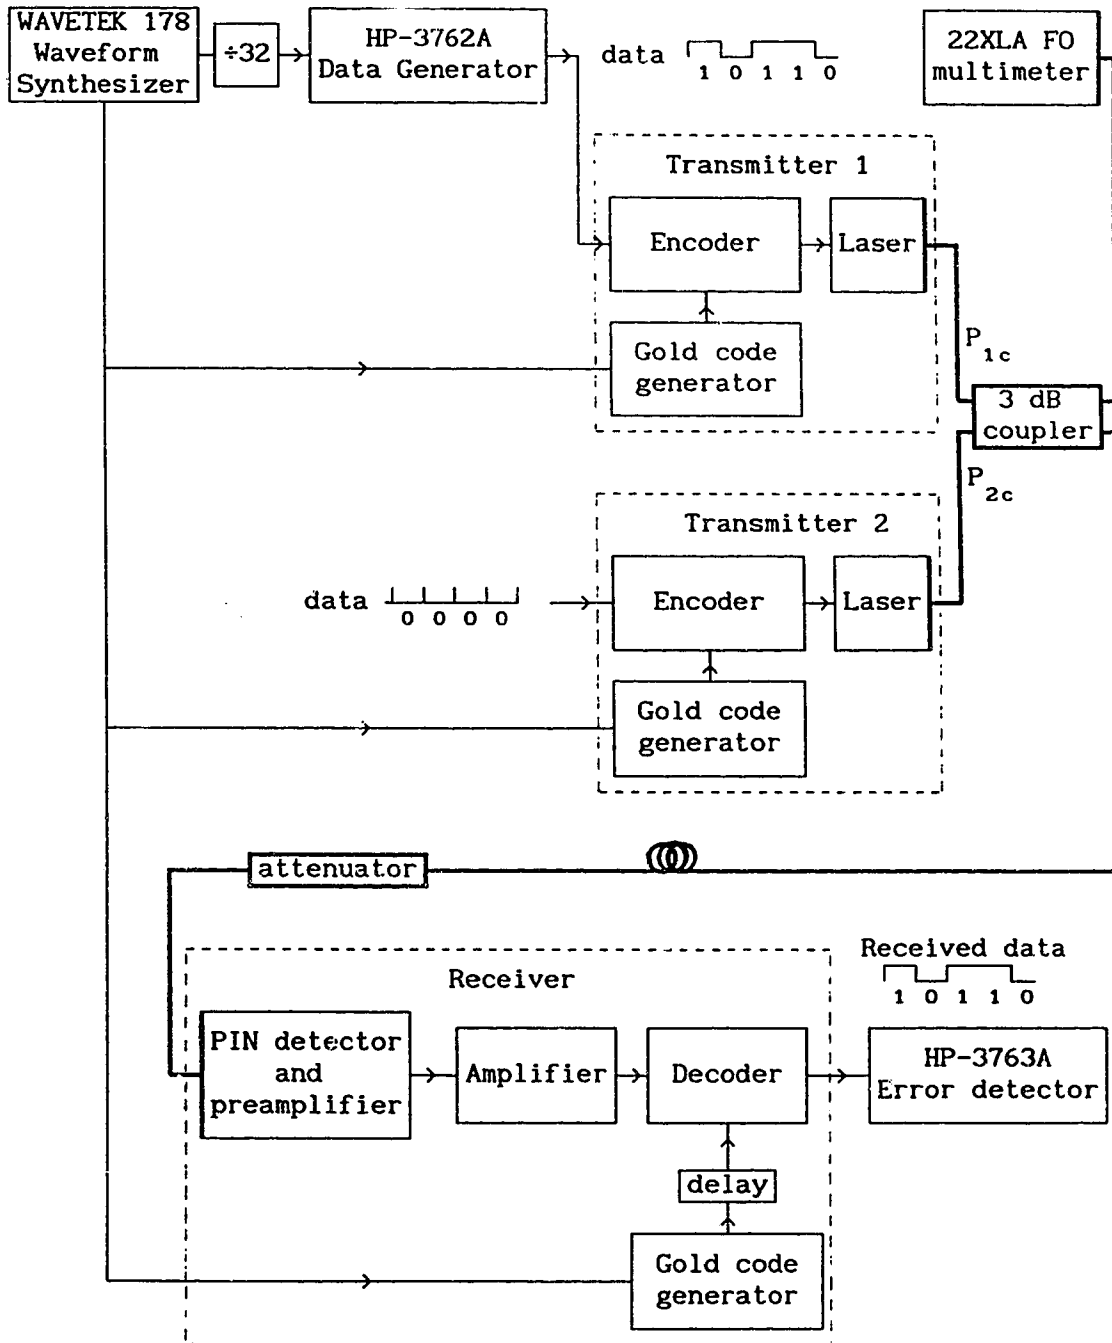 WAVETEK 178
Waveform
Synthesizer
÷32
HP-3762A
Data Generator
data
1 0 1 1 0
22XLA FO
multimeter
Transmitter 1
Encoder
Laser
Gold code
generator
P1c
3 dB
coupler
P2c
Transmitter 2
data
0 0 0 0
Encoder
Laser
Gold code
generator
attenuator
Received data
1 0 1 1 0
Receiver
PIN detector
and
preamplifier
Amplifier
Decoder
HP-3763A
Error detector
delay
Gold code
generator